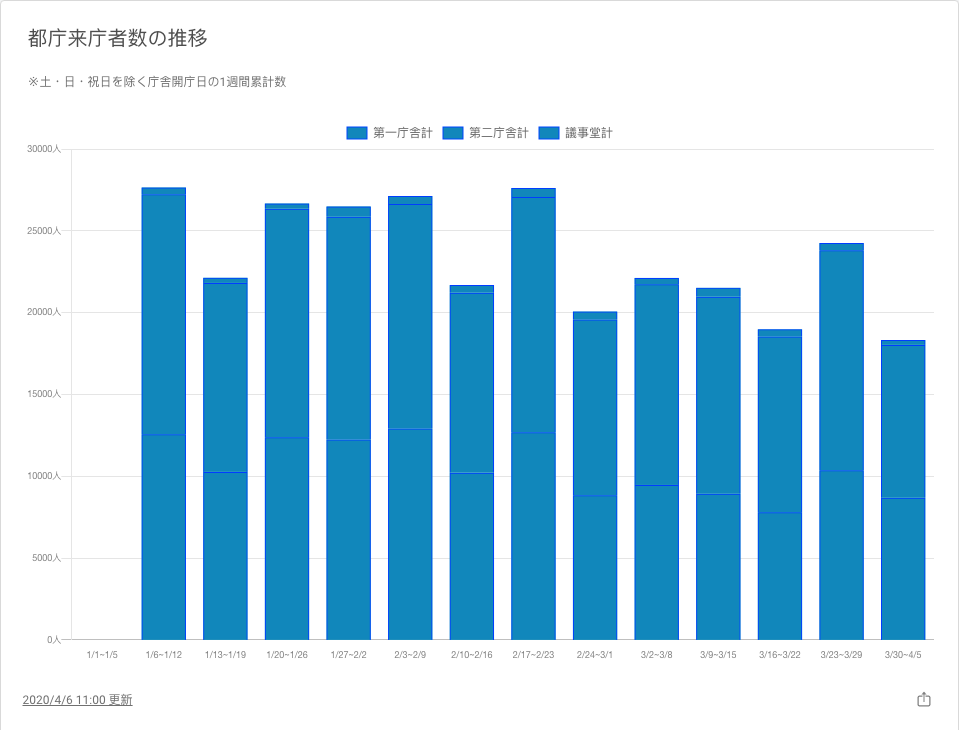 都庁来庁者数の推移
※土・日・祝日を除く庁舎開庁日の1週間累計数
第一庁舎計 第二庁舎計 議事堂計
30000人
25000人
20000人
15000人
10000人
5000人
0人
1/1~1/5 1/6~1/12 1/13~1/19 1/20~1/26 1/27~2/2 2/3~2/9 2/10~2/16 2/17~2/23 2/24~3/1 3/2~3/8 3/9~3/15 3/16~3/22 3/23~3/29 3/30~4/5
2020/4/6 11:00 更新